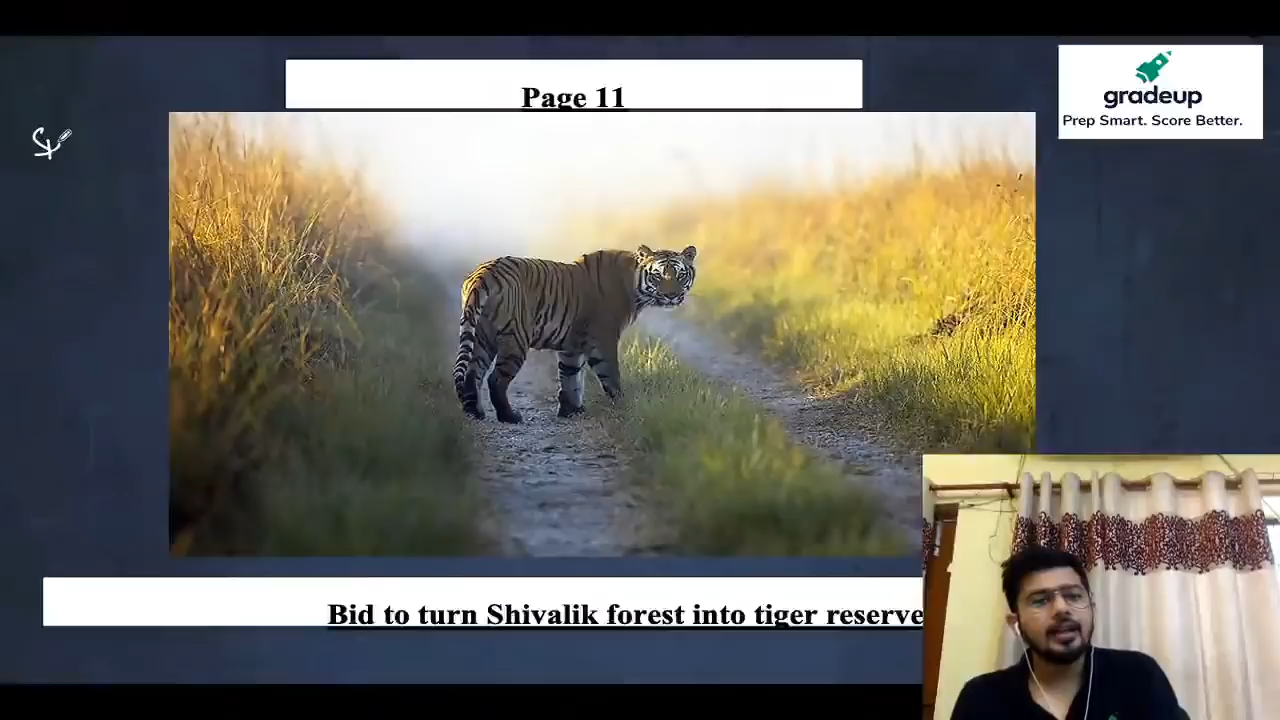 Page 11
gradeup
Prep Smart. Score Better.
Bid to turn Shivalik forest into tiger reserve